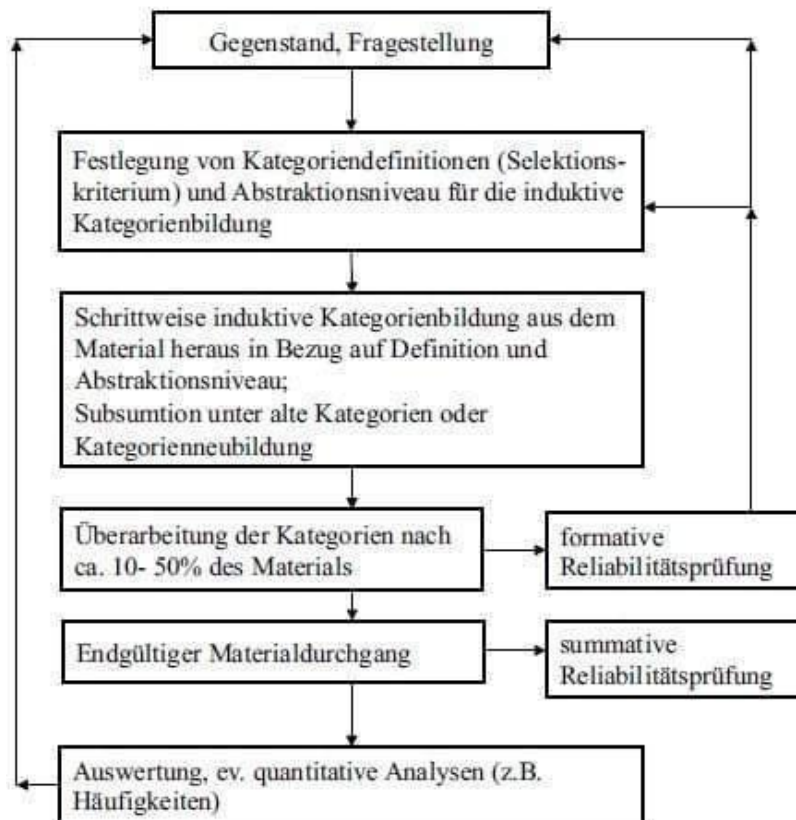 Gegenstand, Fragestellung
Festlegung von Kategoriendefinitionen (Selektions-
kriterium) und Abstraktionsniveau für die induktive
Kategorienbildung
Schrittweise induktive Kategorienbildung aus dem
Material heraus in Bezug auf Definition und
Abstraktionsniveau;
Subsumtion unter alte Kategorien oder
Kategorienneubildung
Überarbeitung der Kategorien nach
ca. 10- 50% des Materials
formative
Reliabilitätsprüfung
Endgültiger Materialdurchgang
summative
Reliabilitätsprüfung
Auswertung, ev. quantitative Analysen (z.B.
Häufigkeiten)